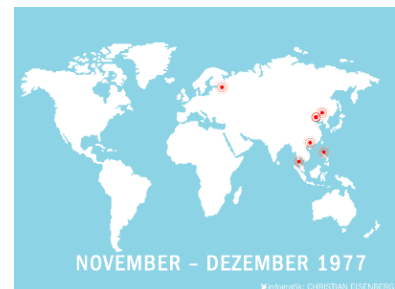 NOVEMBER – DEZEMBER 1977
infografik: CHRISTIAN EISENBERG